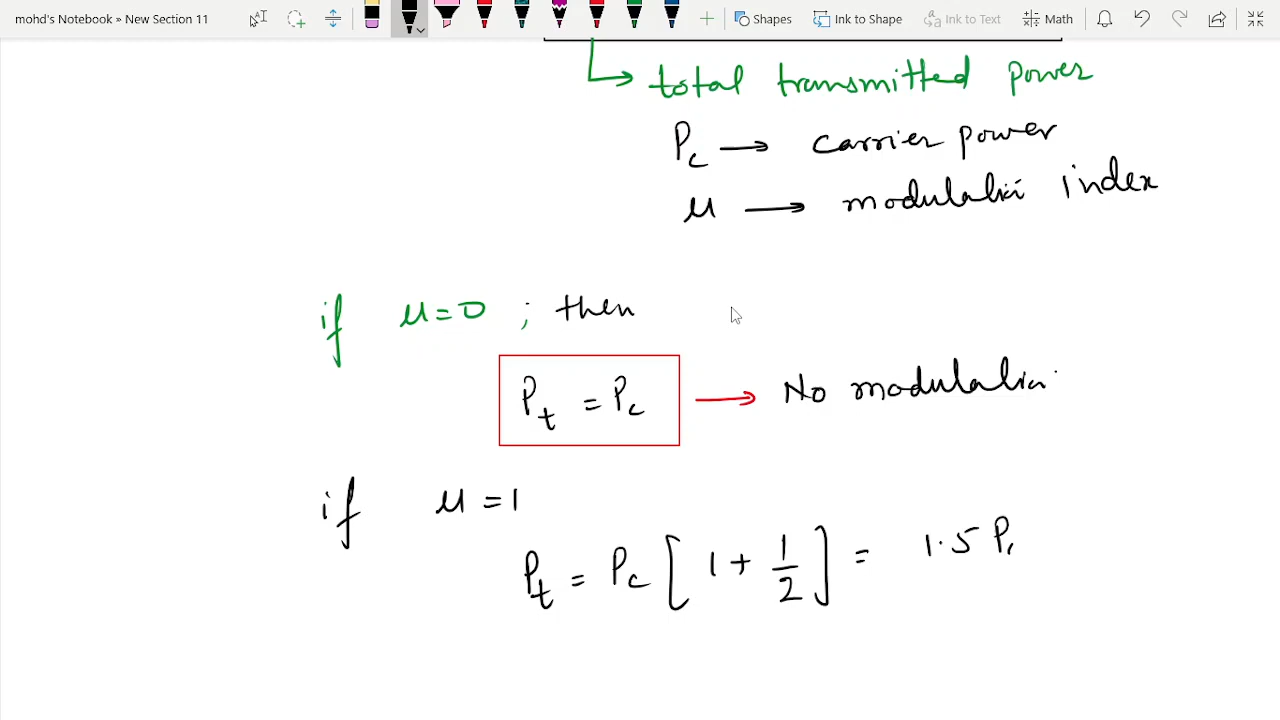 mohd's Notebook » New Section 11
Shapes Ink to Shape Ink to Text Math
total transmitted power
Pc → carrier power
μ → modulation index
if μ=0 ; then
Pt = Pc → No modulation
if μ = 1
Pt = Pc [ 1 + 1/2 ] = 1.5 P